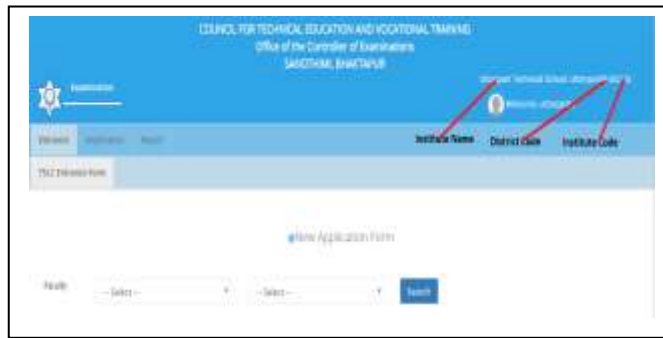 COUNCIL FOR TECHNICAL EDUCATION AND VOCATIONAL TRAINING
Office of the Controller of Examinations
SANOTHIMI, BHAKTAPUR
Examination
Institute Name
District Code
Institute Code
Entrance Form
New Application Form
Faculty
-- Select --
-- Select --
Search